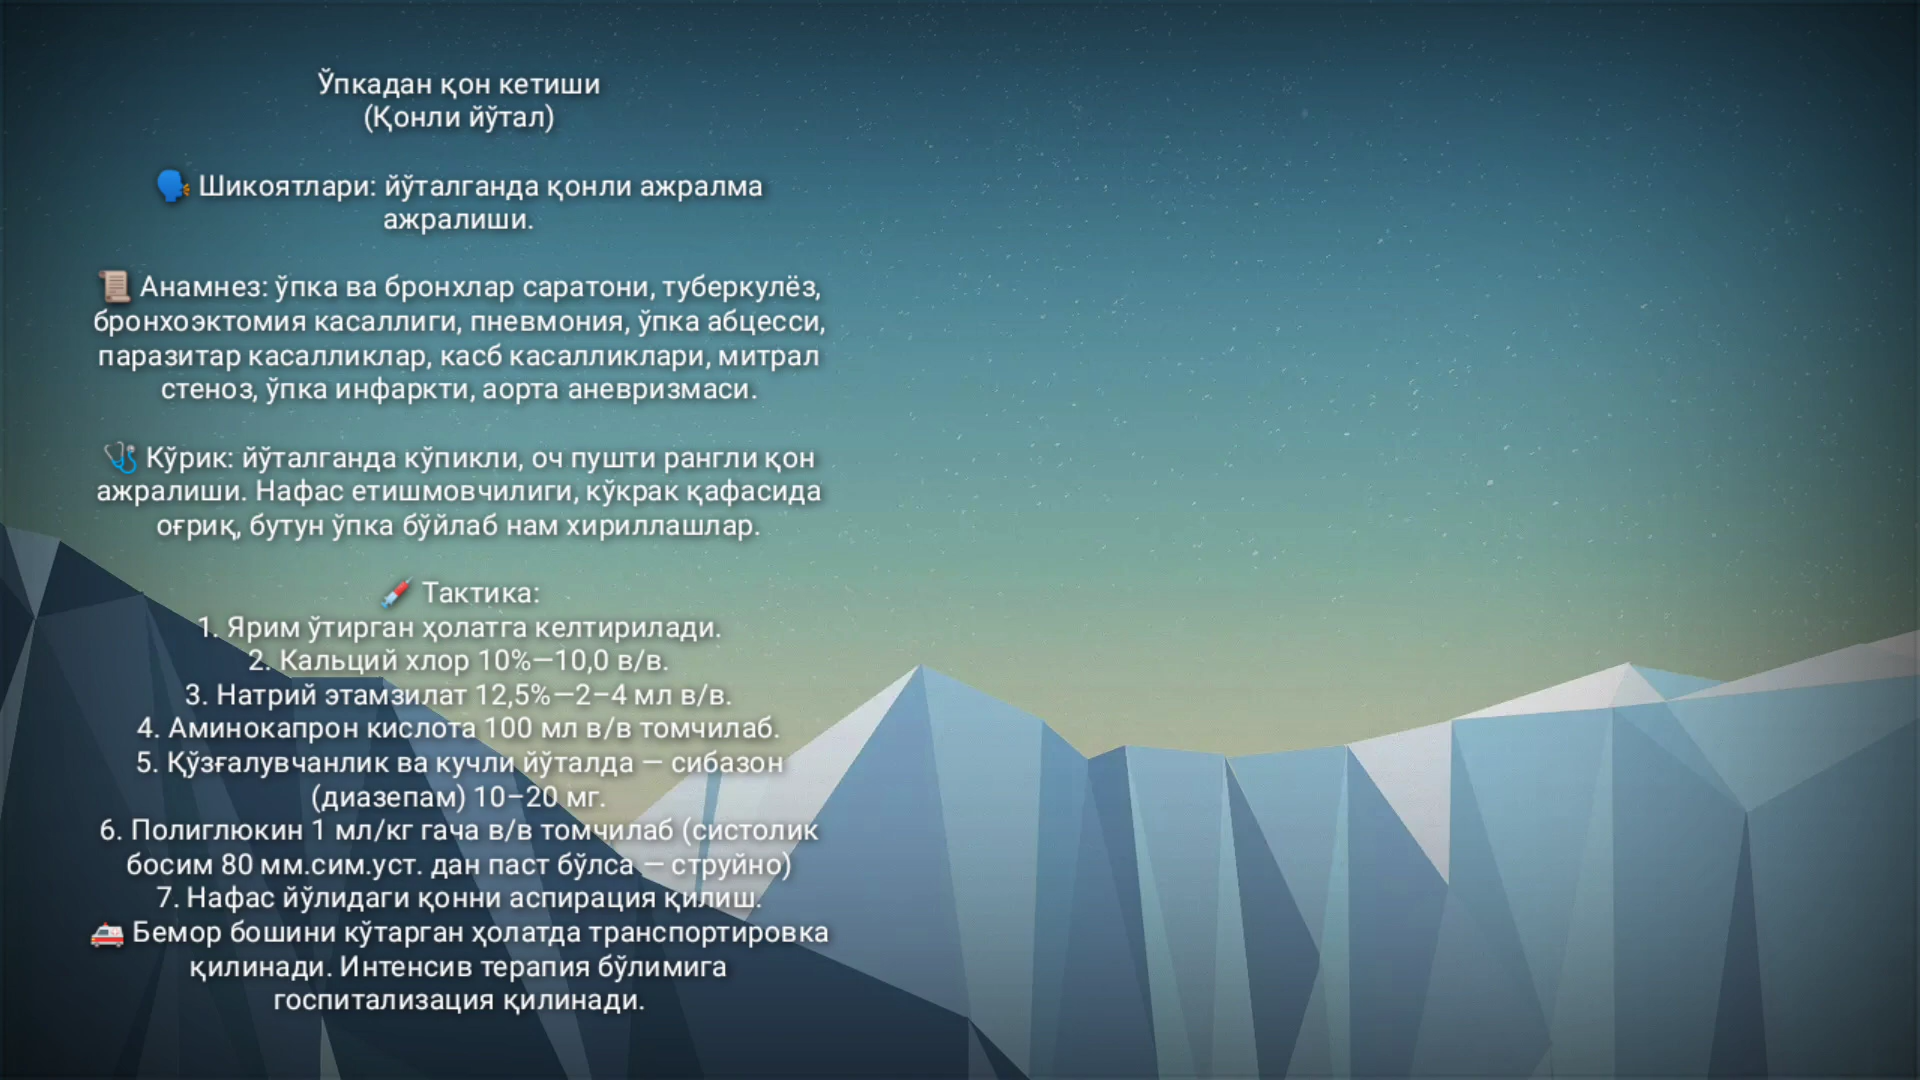 Ўпкадан қон кетиши
(Қонли йўтал)
🗣 Шикоятлари: йўталганда қонли ажралма
ажралиши.
📜 Анамнез: ўпка ва бронхлар саратони, туберкулёз,
бронхоэктомия касаллиги, пневмония, ўпка абцесси,
паразитар касалликлар, касб касалликлари, митрал
стеноз, ўпка инфаркти, аорта аневризмаси.
🩺 Кўрик: йўталганда кўпикли, оч пушти рангли қон
ажралиши. Нафас етишмовчилиги, кўкрак қафасида
оғриқ, бутун ўпка бўйлаб нам хириллашлар.
💉 Тактика:
1. Ярим ўтирган ҳолатга келтирилади.
2. Кальций хлор 10%—10,0 в/в.
3. Натрий этамзилат 12,5%—2–4 мл в/в.
4. Аминокапрон кислота 100 мл в/в томчилаб.
5. Қўзғалувчанлик ва кучли йўталда — сибазон
(диазепам) 10–20 мг.
6. Полиглюкин 1 мл/кг гача в/в томчилаб (систолик
босим 80 мм.сим.уст. дан паст бўлса — струйно)
7. Нафас йўлидаги қонни аспирация қилиш.
🚑 Бемор бошини кўтарган ҳолатда транспортировка
қилинади. Интенсив терапия бўлимига
госпитализация қилинади.